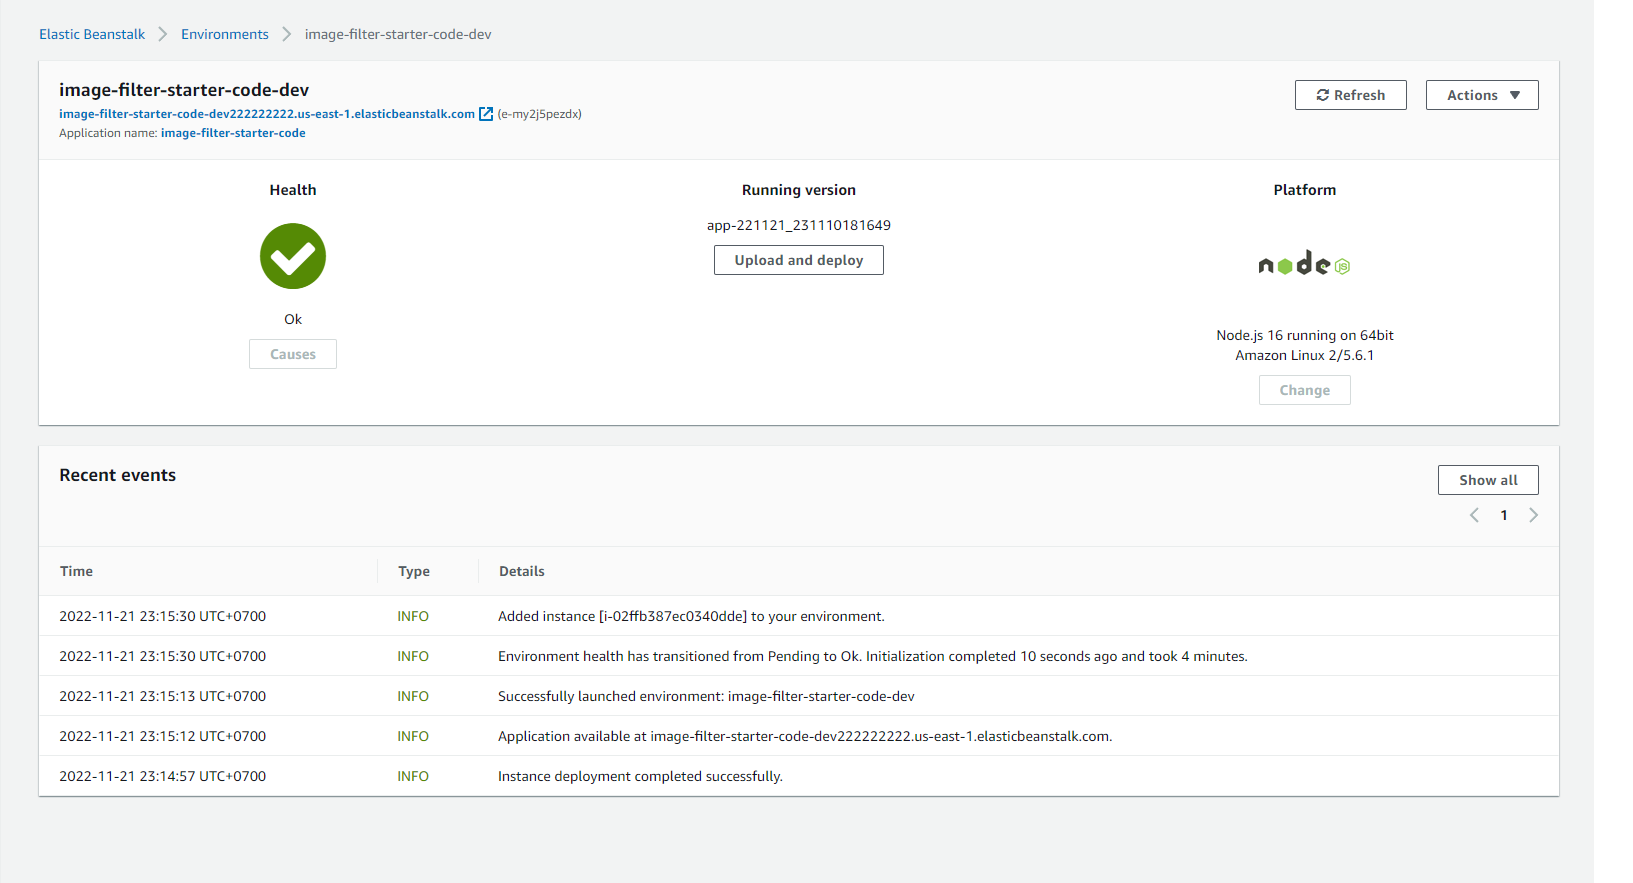 Elastic Beanstalk > Environments > image-filter-starter-code-dev
image-filter-starter-code-dev
Refresh
Actions
image-filter-starter-code-dev222222222.us-east-1.elasticbeanstalk.com (e-my2j5pezdx)
Application name: image-filter-starter-code
Health
Ok
Causes
Running version
app-221121_231110181649
Upload and deploy
Platform
node JS
Node.js 16 running on 64bit
Amazon Linux 2/5.6.1
Change
Recent events
Show all
1
Time Type Details
2022-11-21 23:15:30 UTC+0700 INFO Added instance [i-02ffb387ec0340dde] to your environment.
2022-11-21 23:15:30 UTC+0700 INFO Environment health has transitioned from Pending to Ok. Initialization completed 10 seconds ago and took 4 minutes.
2022-11-21 23:15:13 UTC+0700 INFO Successfully launched environment: image-filter-starter-code-dev
2022-11-21 23:15:12 UTC+0700 INFO Application available at image-filter-starter-code-dev222222222.us-east-1.elasticbeanstalk.com.
2022-11-21 23:14:57 UTC+0700 INFO Instance deployment completed successfully.